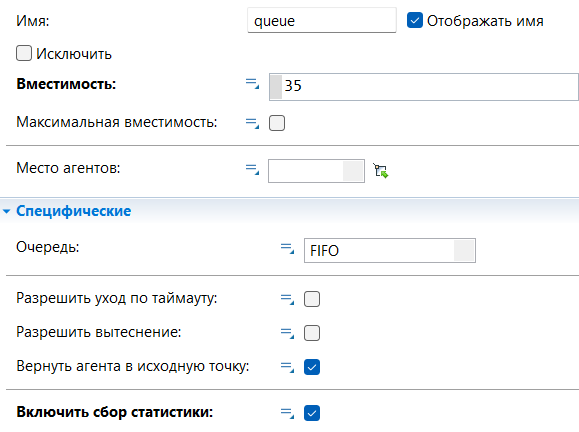 Имя: queue Отображать имя
Исключить
Вместимость: 35
Максимальная вместимость:
Место агентов:
Специфические
Очередь: FIFO
Разрешить уход по таймауту:
Разрешить вытеснение:
Вернуть агента в исходную точку:
Включить сбор статистики: